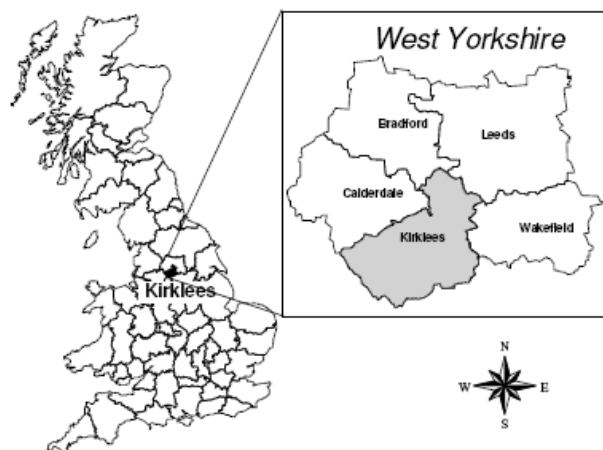 West Yorkshire
Bradford
Leeds
Calderdale
Kirklees
Wakefield
Kirklees
N
W E
S